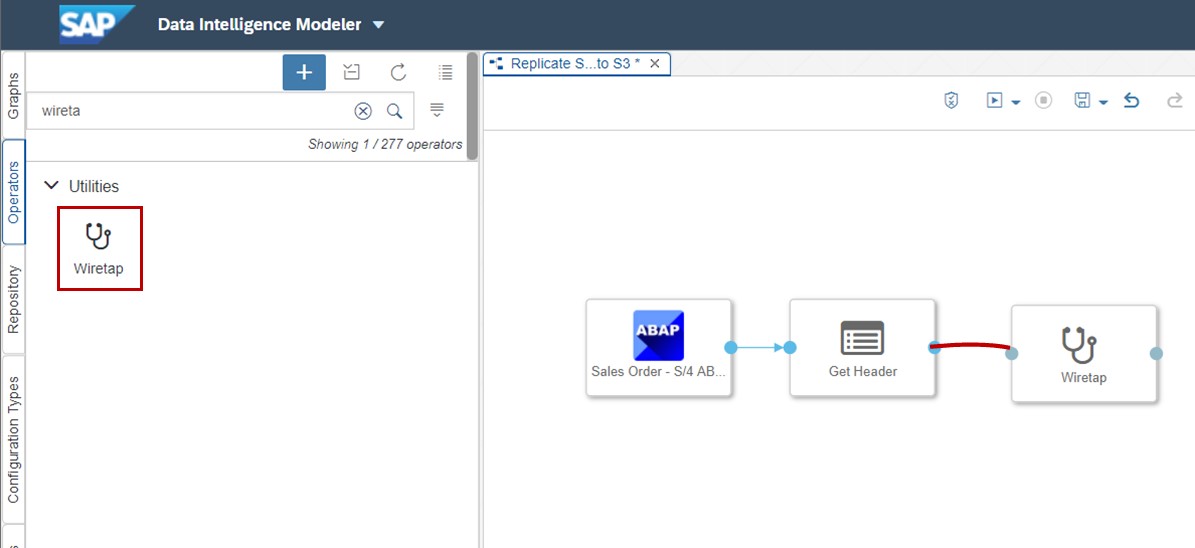 SAP Data Intelligence Modeler
Graphs
Operators
Repository
Configuration Types
wireta
Showing 1 / 277 operators
Utilities
Wiretap
Replicate S...to S3 *
ABAP
Sales Order - S/4 AB...
Get Header
Wiretap